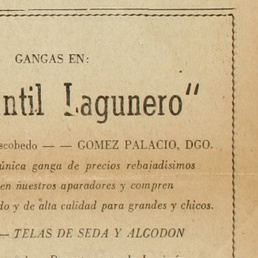 GANGAS EN:
ntil Lagunero"
scobedo — — GOMEZ PALACIO, DGO.
única ganga de precios rebajadisimos
en nuestros aparadores y compren
do y de alta calidad para grandes y chicos.
— TELAS DE SEDA Y ALGODON